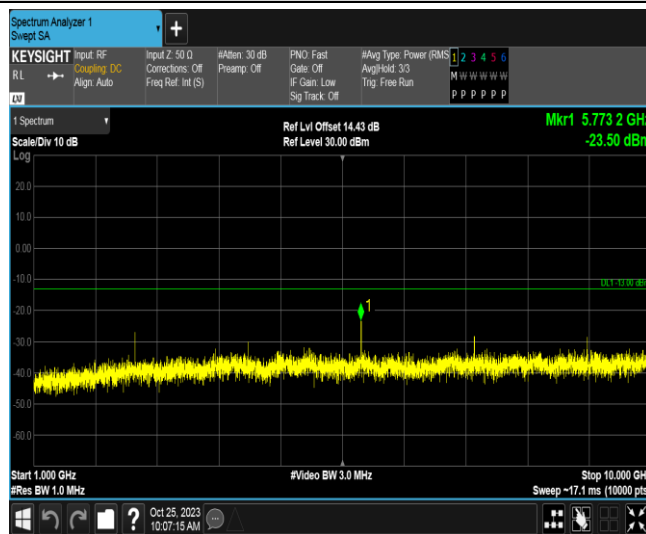 Spectrum Analyzer 1
Swept SA
+
KEYSIGHT Input: RF Input Z: 50 Ω #Atten: 30 dB PNO: Fast #Avg Type: Power (RMS 1 2 3 4 5 6
RL Coupling: DC Corrections: Off Preamp: Off Gate: Off Avg|Hold: 3/3 M W W W W W
Align: Auto Freq Ref: Int (S) IF Gain: Low Trig: Free Run
LXI Sig Track: Off P P P P P P
1 Spectrum Ref Lvl Offset 14.43 dB Mkr1 5.773 2 GHz
Scale/Div 10 dB Ref Level 30.00 dBm -23.50 dBm
Log
20.0
10.0
0.00
-10.0
DL1 -13.00 dBm
1
-20.0
-30.0
-40.0
-50.0
-60.0
Start 1.000 GHz #Video BW 3.0 MHz Stop 10.000 GHz
#Res BW 1.0 MHz Sweep ~17.1 ms (10000 pts
? Oct 25, 2023
10:07:15 AM